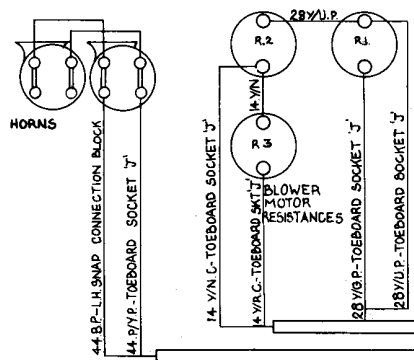 28Y/U.P.
R.2
R.1.
14 Y/N
R 3
HORNS
BLOWER
MOTOR
RESISTANCES
44.B.P.-L.H. SNAP CONNECTION BLOCK
44.P/Y.P.-TOEBOARD SOCKET 'J'
14 Y/N.C-TOEBOARD SOCKET 'J'
14 Y/R.C-TOEBOARD SKT 'J'
28Y/G.P-TOEBOARD SOCKET 'J'
28Y/U.P.-TOEBOARD SOCKET 'J'